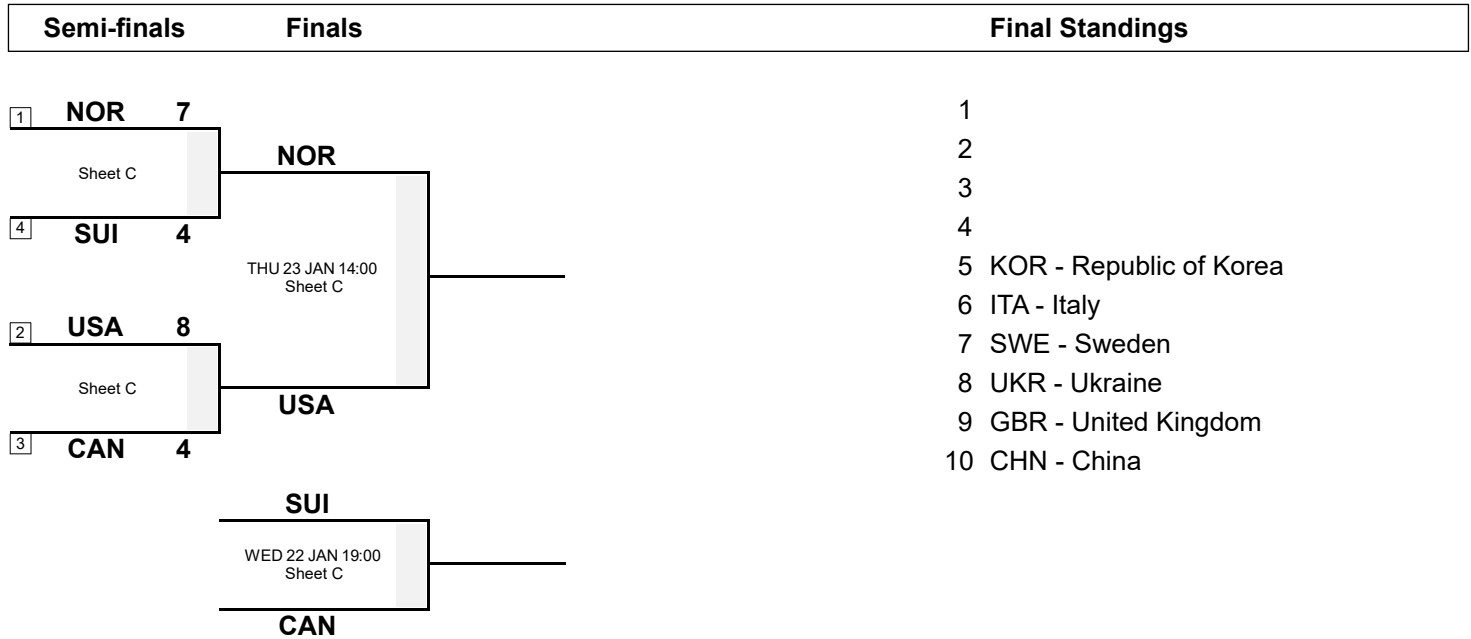 Semi-finals Finals Final Standings
1 NOR 7
Sheet C
4 SUI 4
NOR
THU 23 JAN 14:00
Sheet C
USA
2 USA 8
Sheet C
3 CAN 4
SUI
WED 22 JAN 19:00
Sheet C
CAN
1
2
3
4
5 KOR - Republic of Korea
6 ITA - Italy
7 SWE - Sweden
8 UKR - Ukraine
9 GBR - United Kingdom
10 CHN - China